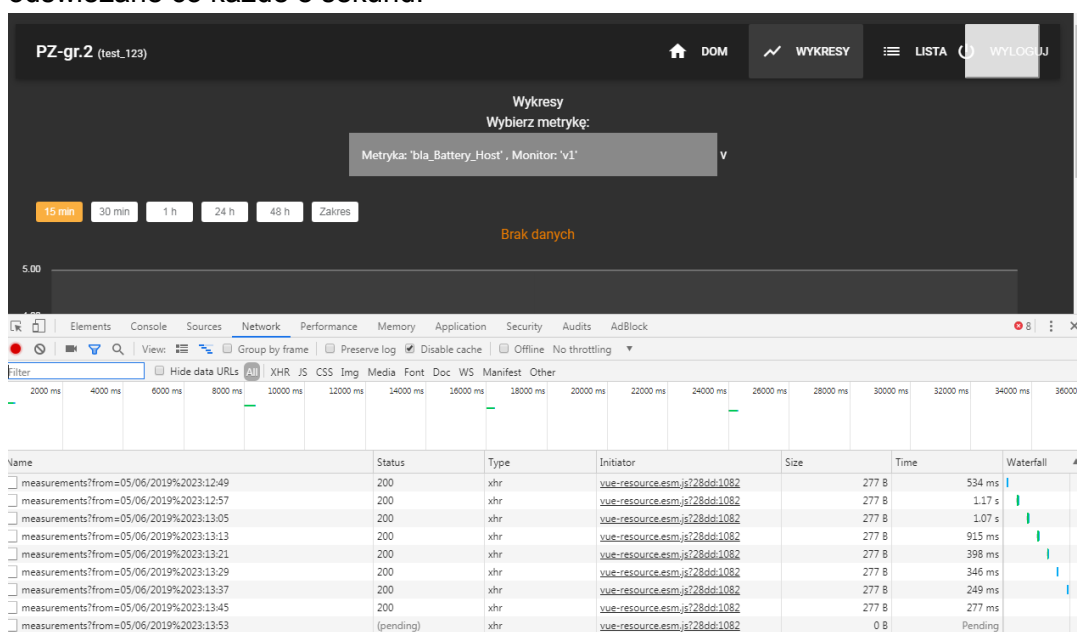 PZ-gr.2 (test_123) DOM WYKRESY LISTA WYLOGUJ
Wykresy
Wybierz metrykę:
Metryka: 'bla_Battery_Host' , Monitor: 'v1' v
15 min 30 min 1 h 24 h 48 h Zakres
Brak danych
5.00
Elements Console Sources Network Performance Memory Application Security Audits AdBlock 8
View: Group by frame Preserve log Disable cache Offline No throttling
Filter Hide data URLs All XHR JS CSS Img Media Font Doc WS Manifest Other
2000 ms 4000 ms 6000 ms 8000 ms 10000 ms 12000 ms 14000 ms 16000 ms 18000 ms 20000 ms 22000 ms 24000 ms 26000 ms 28000 ms 30000 ms 32000 ms 34000 ms 36000
Name Status Type Initiator Size Time Waterfall
measurements?from=05/06/2019%2023:12:49 200 xhr vue-resource.esm.js?28dd:1082 277 B 534 ms
measurements?from=05/06/2019%2023:12:57 200 xhr vue-resource.esm.js?28dd:1082 277 B 1.17 s
measurements?from=05/06/2019%2023:13:05 200 xhr vue-resource.esm.js?28dd:1082 277 B 1.07 s
measurements?from=05/06/2019%2023:13:13 200 xhr vue-resource.esm.js?28dd:1082 277 B 915 ms
measurements?from=05/06/2019%2023:13:21 200 xhr vue-resource.esm.js?28dd:1082 277 B 398 ms
measurements?from=05/06/2019%2023:13:29 200 xhr vue-resource.esm.js?28dd:1082 277 B 346 ms
measurements?from=05/06/2019%2023:13:37 200 xhr vue-resource.esm.js?28dd:1082 277 B 249 ms
measurements?from=05/06/2019%2023:13:45 200 xhr vue-resource.esm.js?28dd:1082 277 B 277 ms
measurements?from=05/06/2019%2023:13:53 (pending) xhr vue-resource.esm.js?28dd:1082 0 B Pending